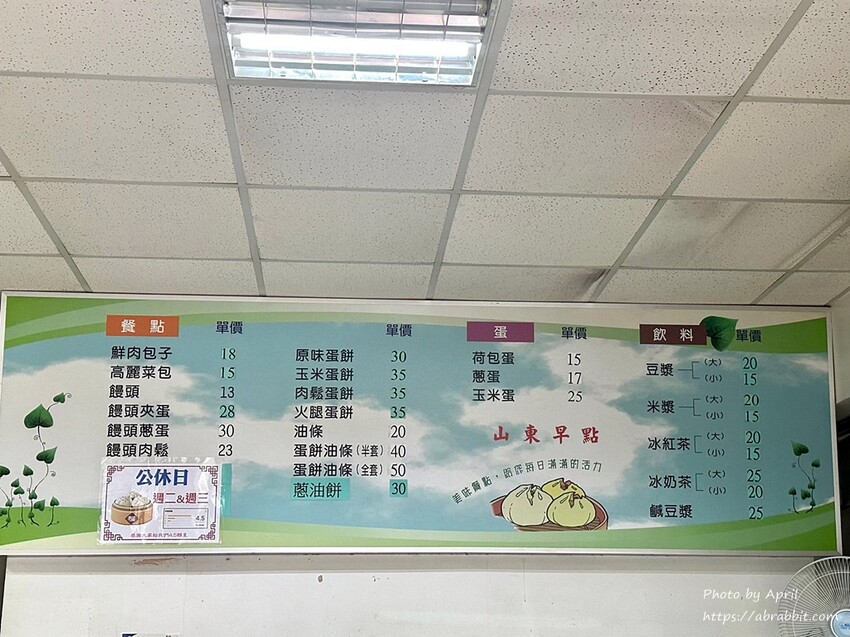 餐點 單價
鮮肉包子 18
高麗菜包 15
饅頭 13
饅頭夾蛋 28
饅頭蔥蛋 30
饅頭肉鬆 23
單價
原味蛋餅 30
玉米蛋餅 35
肉鬆蛋餅 35
火腿蛋餅 35
油條 20
蛋餅油條(半套) 40
蛋餅油條(全套) 50
蔥油餅 30
蛋 單價
荷包蛋 15
蔥蛋 17
玉米蛋 25
山東早點
飲料 單價
豆漿 (大) 20
(小) 15
米漿 (大) 20
(小) 15
冰紅茶 (大) 20
(小) 15
冰奶茶 (大) 25
(小) 20
鹹豆漿 25
公休日
週二&週三
4.5
Photo by April
https://abrabbit.com